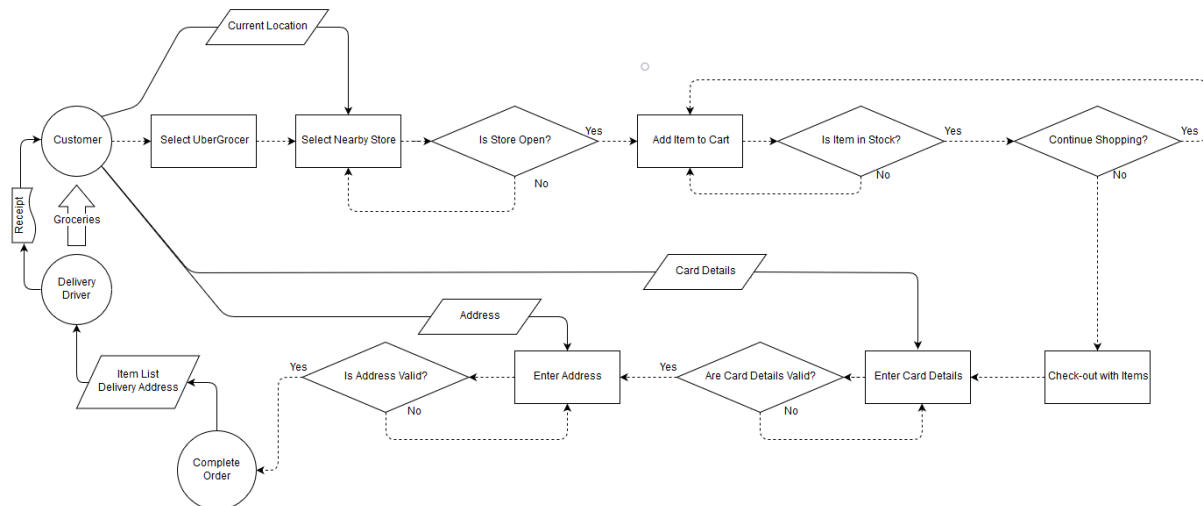 Current Location
Customer
Select UberGrocer
Select Nearby Store
Is Store Open?
Yes
No
Add Item to Cart
Is Item in Stock?
Yes
No
Continue Shopping?
Yes
No
Receipt
Groceries
Delivery
Driver
Card Details
Address
Item List
Delivery Address
Yes
Is Address Valid?
No
Enter Address
Yes
Are Card Details Valid?
No
Enter Card Details
Check-out with Items
Complete
Order